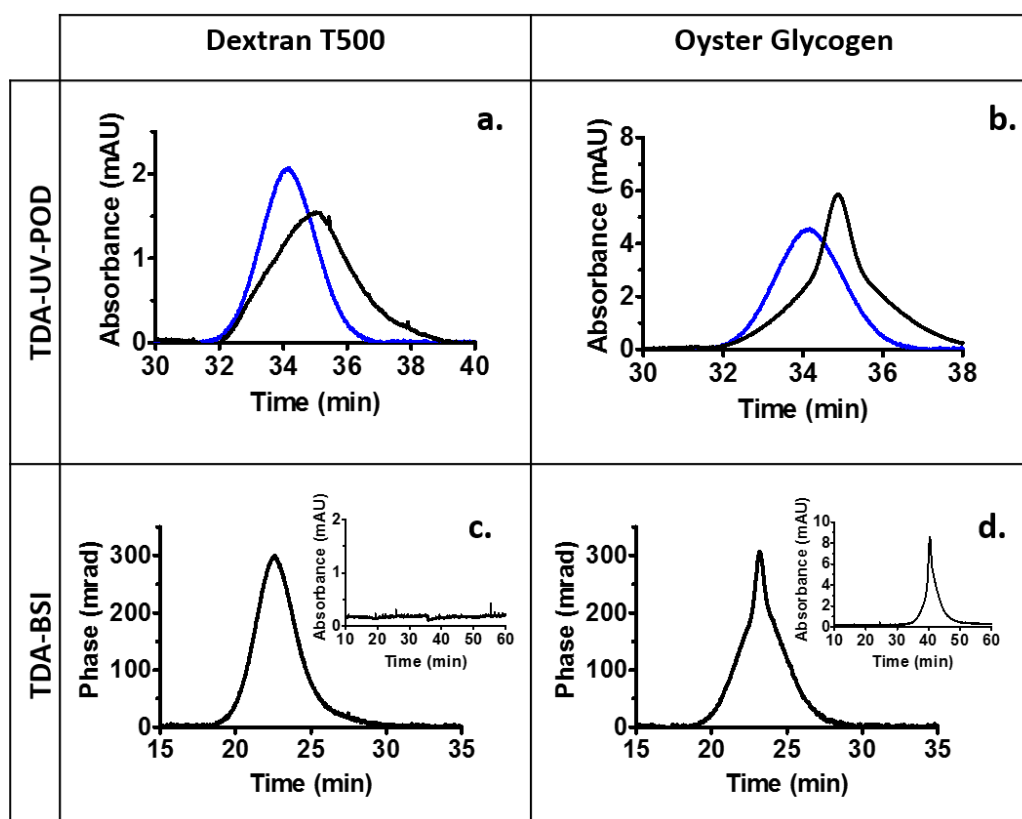 Dextran T500
Oyster Glycogen
TDA-UV-POD
a.
Absorbance (mAU)
2
1
0
30 32 34 36 38 40
Time (min)
b.
Absorbance (mAU)
8
6
4
2
0
30 32 34 36 38
Time (min)
TDA-BSI
c.
Phase (mrad)
300
200
100
0
15 20 25 30 35
Time (min)
Absorbance (mAU)
2
1
0
10 20 30 40 50 60
Time (min)
d.
Phase (mrad)
300
200
100
0
15 20 25 30 35
Time (min)
Absorbance (mAU)
10
8
6
4
2
0
10 20 30 40 50 60
Time (min)